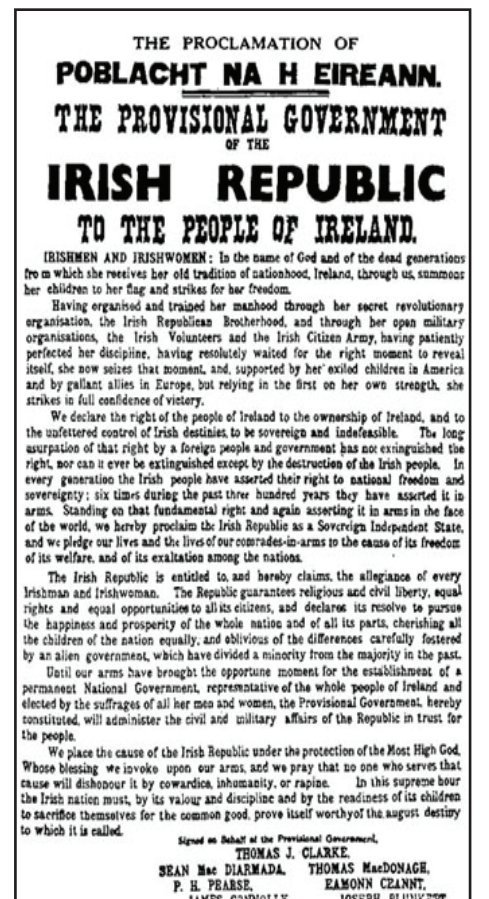 THE PROCLAMATION OF
POBLACHT NA H EIREANN.
THE PROVISIONAL GOVERNMENT
OF THE
IRISH REPUBLIC
TO THE PEOPLE OF IRELAND.
IRISHMEN AND IRISHWOMEN: In the name of God and of the dead generations
from which she receives her old tradition of nationhood, Ireland, through us, summons
her children to her flag and strikes for her freedom.
Having organised and trained her manhood through her secret revolutionary
organisation, the Irish Republican Brotherhood, and through her open military
organisations, the Irish Volunteers and the Irish Citizen Army, having patiently
perfected her discipline, having resolutely waited for the right moment to reveal
itself, she now seizes that moment, and, supported by her exiled children in America
and by gallant allies in Europe, but relying in the first on her own strength, she
strikes in full confidence of victory.
We declare the right of the people of Ireland to the ownership of Ireland, and to
the unfettered control of Irish destinies, to be sovereign and indefeasible. The long
usurpation of that right by a foreign people and government has not extinguished the
right, nor can it ever be extinguished except by the destruction of the Irish people. In
every generation the Irish people have asserted their right to national freedom and
sovereignty; six times during the past three hundred years they have asserted it in
arms. Standing on that fundamental right and again asserting it in arms in the face
of the world, we hereby proclaim the Irish Republic as a Sovereign Independent State,
and we pledge our lives and the lives of our comrades-in-arms to the cause of its freedom,
of its welfare, and of its exaltation among the nations.
The Irish Republic is entitled to, and hereby claims, the allegiance of every
Irishman and Irishwoman. The Republic guarantees religious and civil liberty, equal
rights and equal opportunities to all its citizens, and declares its resolve to pursue
the happiness and prosperity of the whole nation and of all its parts, cherishing all
the children of the nation equally, and oblivious of the differences carefully fostered
by an alien government, which have divided a minority from the majority in the past.
Until our arms have brought the opportune moment for the establishment of a
permanent National Government, representative of the whole people of Ireland and
elected by the suffrages of all her men and women, the Provisional Government, hereby
constituted, will administer the civil and military affairs of the Republic in trust for
the people.
We place the cause of the Irish Republic under the protection of the Most High God,
Whose blessing we invoke upon our arms, and we pray that no one who serves that
cause will dishonour it by cowardice, inhumanity, or rapine. In this supreme hour
the Irish nation must, by its valour and discipline and by the readiness of its children
to sacrifice themselves for the common good, prove itself worthy of the august destiny
to which it is called.
Signed on Behalf of the Provisional Government,
THOMAS J. CLARKE,
SEAN Mac DIARMADA, THOMAS MacDONAGH,
P. H. PEARSE, EAMONN CEANNT,
JAMES CONNOLLY JOSEPH PLUNKETT